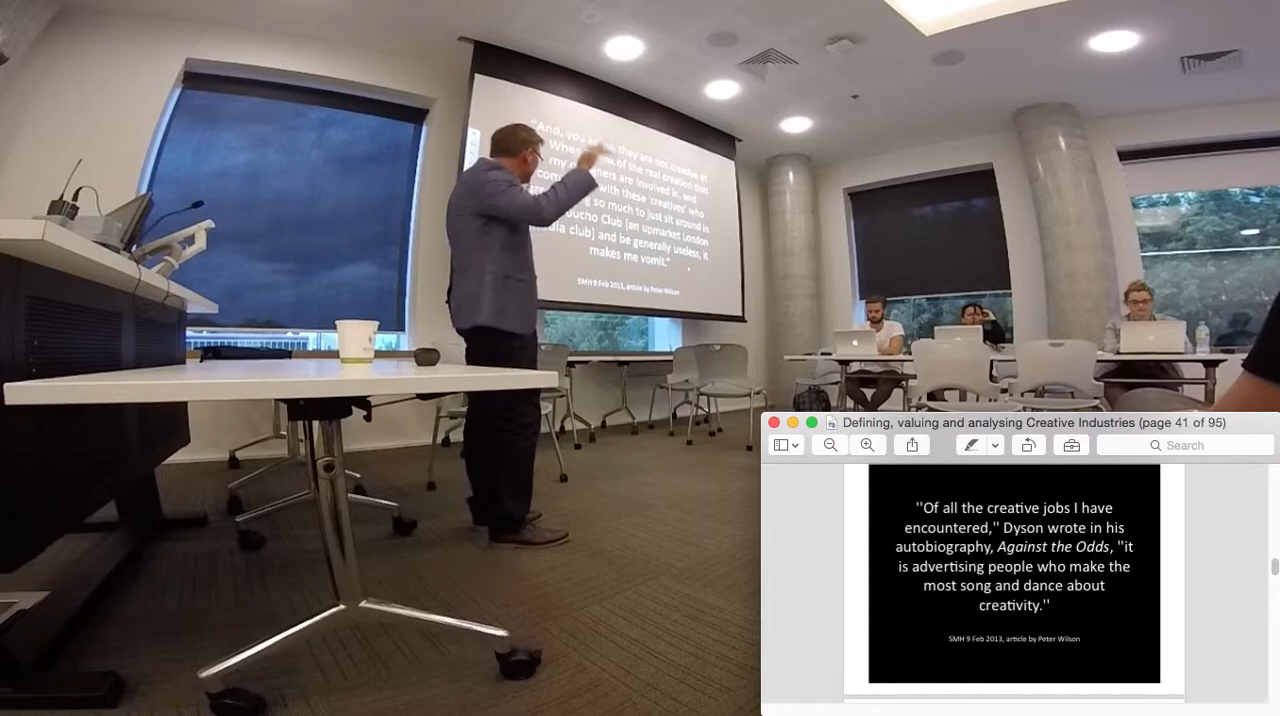 "And, you know, they are not creative at
When of the real creation that
my designers are involved in, and
with these 'creatives' who
are so much to just sit around in
Groucho Club [an upmarket London
media club] and be generally useless, it
makes me vomit."
SMH 9 Feb 2013, article by Peter Wilson
Defining, valuing and analysing Creative Industries (page 41 of 95)
Search
"Of all the creative jobs I have
encountered," Dyson wrote in his
autobiography, Against the Odds, "it
is advertising people who make the
most song and dance about
creativity."
SMH 9 Feb 2013, article by Peter Wilson